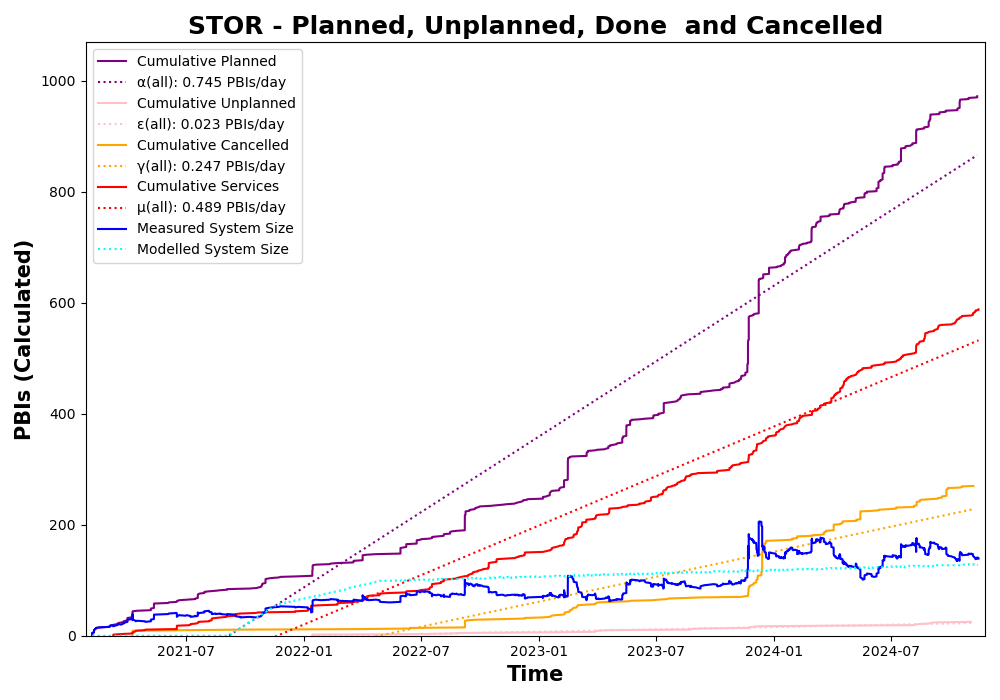 STOR - Planned, Unplanned, Done  and Cancelled
Cumulative Planned
α(all): 0.745 PBIs/day
Cumulative Unplanned
ε(all): 0.023 PBIs/day
Cumulative Cancelled
γ(all): 0.247 PBIs/day
Cumulative Services
μ(all): 0.489 PBIs/day
Measured System Size
Modelled System Size
PBIs (Calculated)
1000
800
600
400
200
0
2021-07
2022-01
2022-07
2023-01
2023-07
2024-01
2024-07
Time